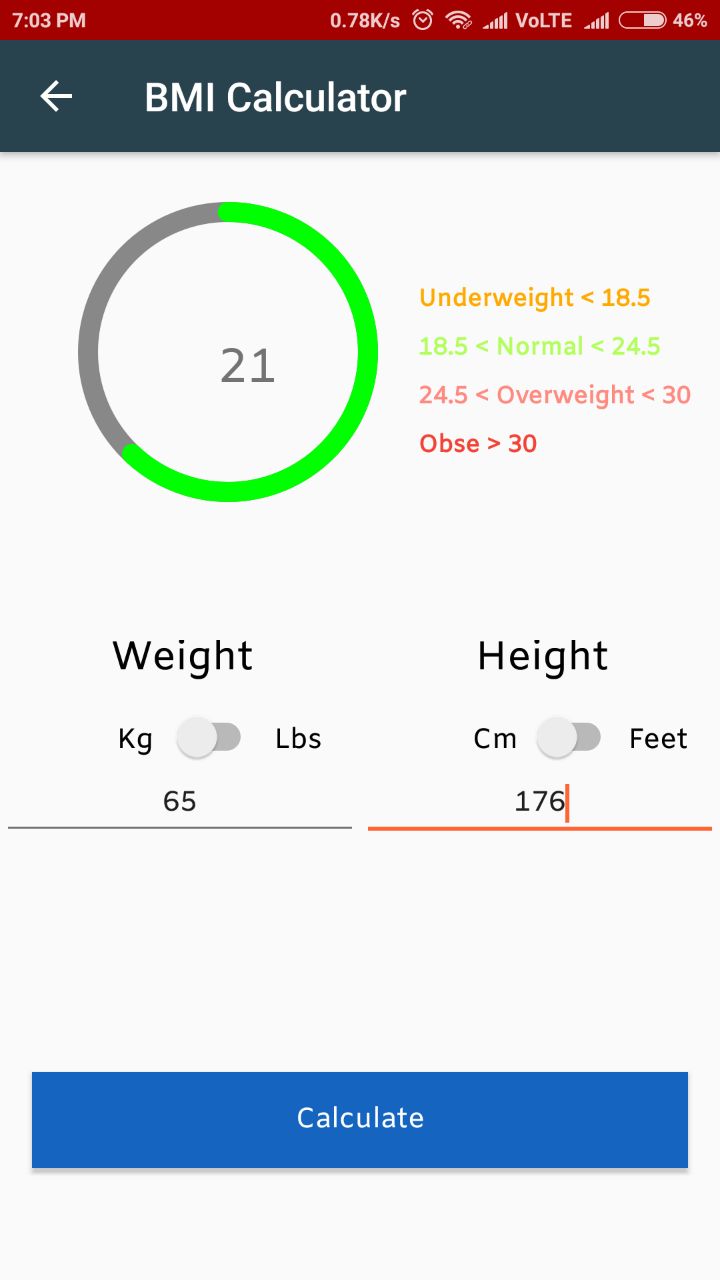 7:03 PM 0.78K/s VoLTE 46%
BMI Calculator
21
Underweight < 18.5
18.5 < Normal < 24.5
24.5 < Overweight < 30
Obse > 30
Weight Height
Kg Lbs Cm Feet
65 176
Calculate